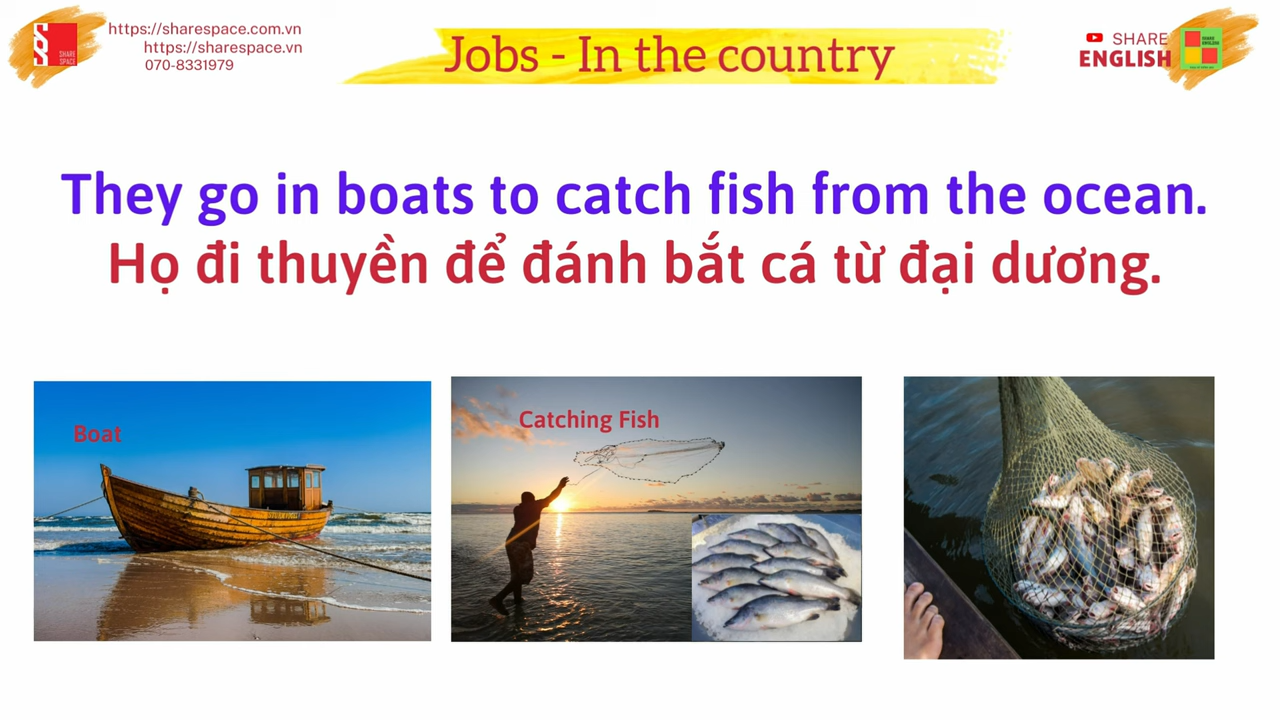 https://sharespace.com.vn
https://sharespace.vn
070-8331979
SHARE
SPACE
Jobs - In the country
SHARE
ENGLISH
They go in boats to catch fish from the ocean.
Họ đi thuyền để đánh bắt cá từ đại dương.
Boat
Catching Fish